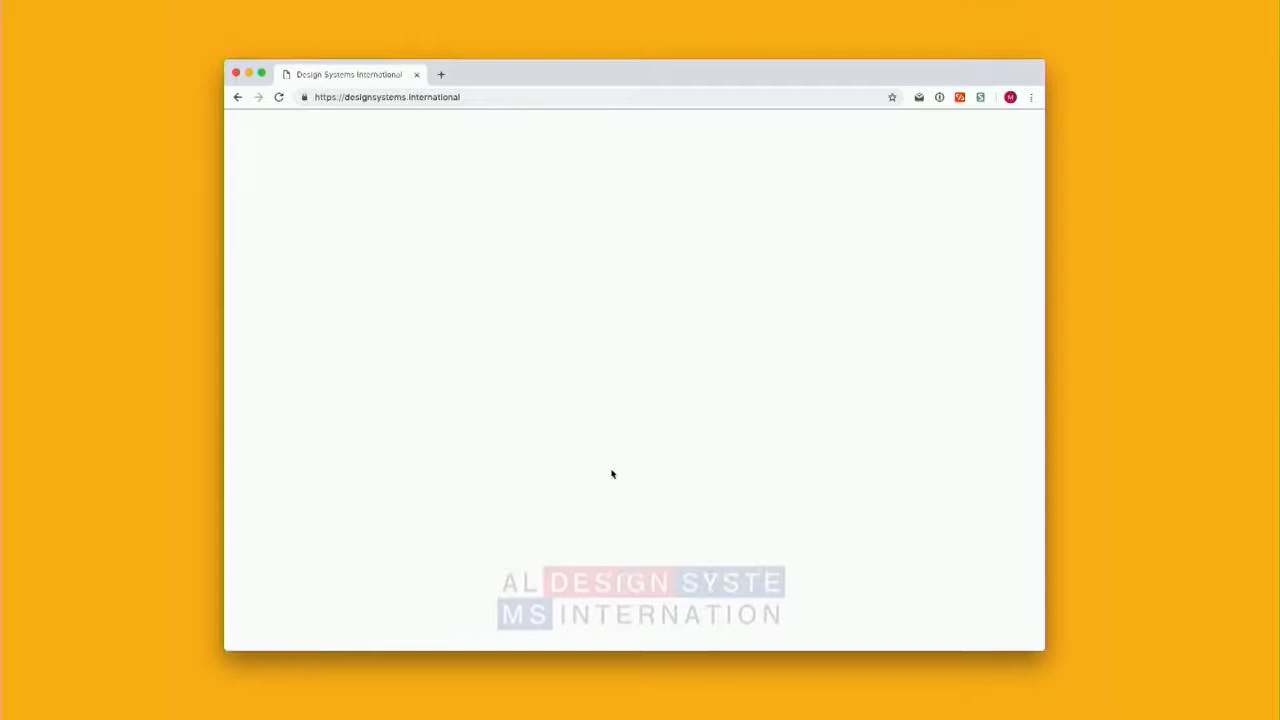 Design Systems International
https://designsystems.international
M
AL DESIGN SYSTE
MS INTERNATION